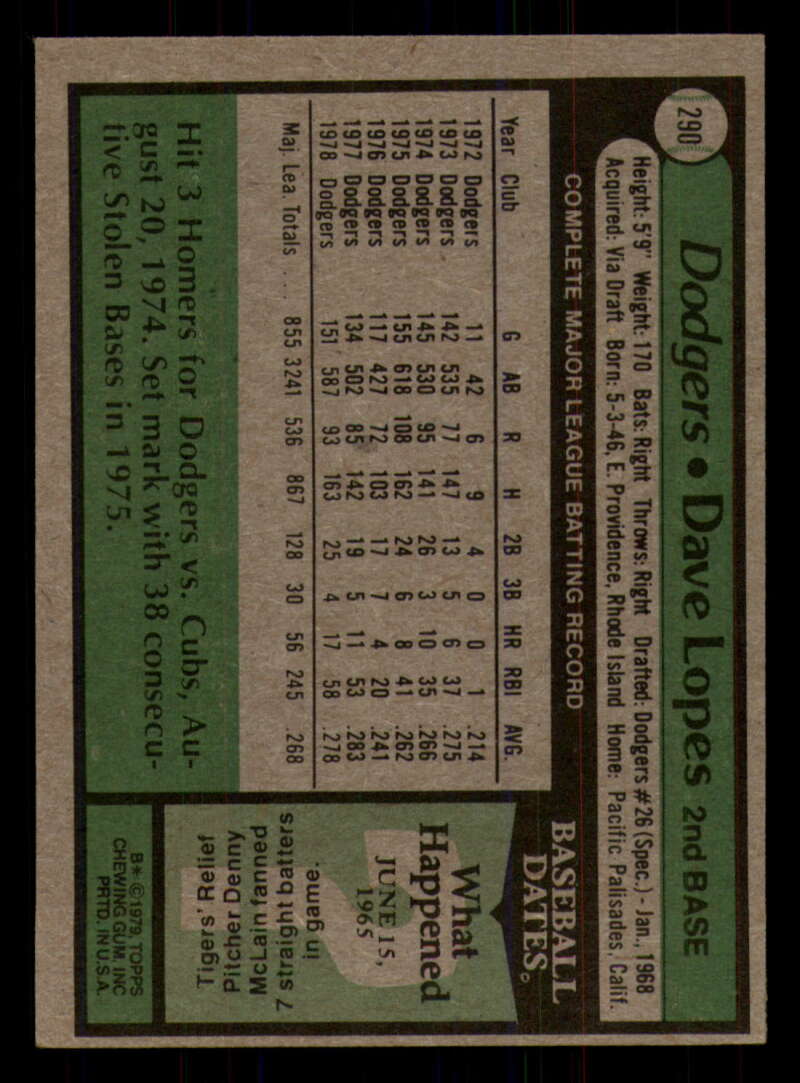 290
Dodgers • Dave Lopes 2nd BASE
Height: 5'9" Weight: 170 Bats: Right Throws: Right Drafted: Dodgers #26 (Spec.) - Jan., 1968
Acquired: Via Draft Born: 5-3-46, E. Providence, Rhode Island Home: Pacific Palisades, Calif.
COMPLETE MAJOR LEAGUE BATTING RECORD
Year Club G AB R H 2B 3B HR RBI AVG.
1972 Dodgers 11 42 6 9 4 0 0 1 .214
1973 Dodgers 142 535 77 147 13 5 6 37 .275
1974 Dodgers 145 530 95 141 26 3 10 35 .266
1975 Dodgers 155 618 108 162 24 6 8 41 .262
1976 Dodgers 117 427 72 103 17 7 4 20 .241
1977 Dodgers 134 502 85 142 19 5 11 53 .283
1978 Dodgers 151 587 93 163 25 4 17 58 .278
Maj. Lea. Totals . . . . 855 3241 536 867 128 30 56 245 .268
Hit 3 Homers for Dodgers vs. Cubs, Au-
gust 20, 1974. Set mark with 38 consecu-
tive Stolen Bases in 1975.
BASEBALL
DATES©
What
Happened
JUNE 15,
1965
Tigers' Relief
Pitcher Denny
McLain fanned
7 straight batters
in game.
B*©1979, TOPPS
CHEWING GUM, INC
PRTD. IN U.S.A.